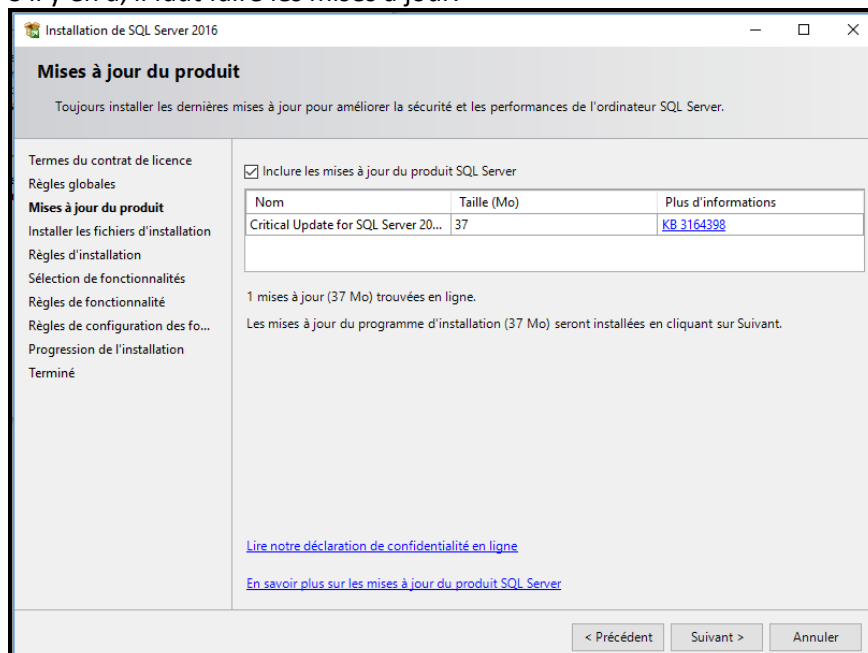 s'il y en a, il faut faire les mises à jour.
Installation de SQL Server 2016
Mises à jour du produit
Toujours installer les dernières mises à jour pour améliorer la sécurité et les performances de l'ordinateur SQL Server.
Termes du contrat de licence
Règles globales
Mises à jour du produit
Installer les fichiers d'installation
Règles d'installation
Sélection de fonctionnalités
Règles de fonctionnalité
Règles de configuration des fo...
Progression de l'installation
Terminé
Inclure les mises à jour du produit SQL Server
Nom Taille (Mo) Plus d'informations
Critical Update for SQL Server 20... 37 KB 3164398
1 mises à jour (37 Mo) trouvées en ligne.
Les mises à jour du programme d'installation (37 Mo) seront installées en cliquant sur Suivant.
Lire notre déclaration de confidentialité en ligne
En savoir plus sur les mises à jour du produit SQL Server
< Précédent Suivant > Annuler